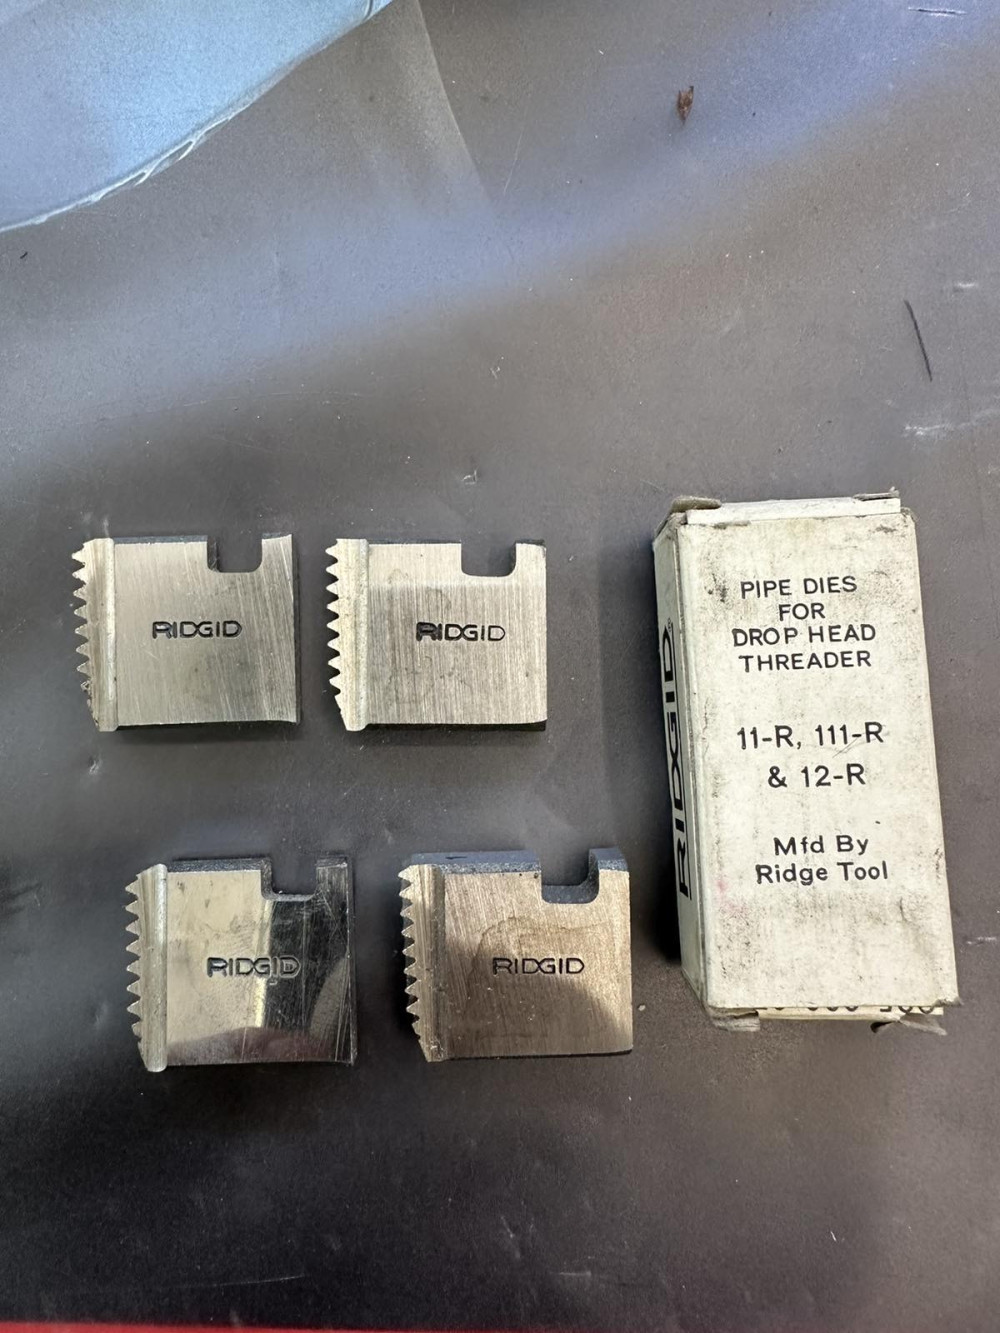 RIDGID
RIDGID
RIDGID
RIDGID
RIDGID
PIPE DIES
FOR
DROP HEAD
THREADER
11-R, 111-R
& 12-R
Mfd By
Ridge Tool